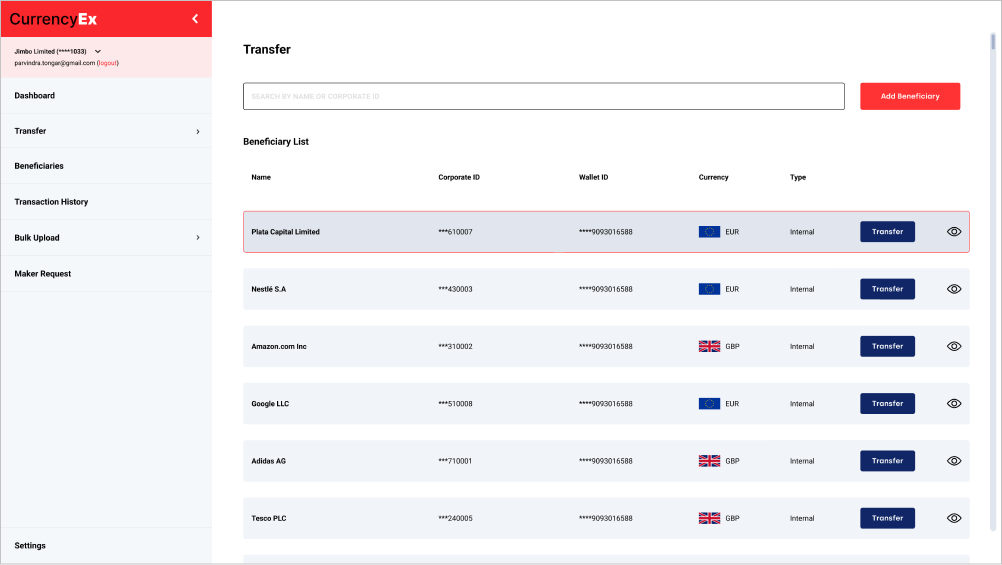 CurrencyEx
Jimbo Limited (****1033)
parvindra.tongar@gmail.com (logout)
Dashboard
Transfer
Beneficiaries
Transaction History
Bulk Upload
Maker Request
Settings
Transfer
SEARCH BY NAME OR CORPORATE ID
Add Beneficiary
Beneficiary List
Name Corporate ID Wallet ID Currency Type
Plata Capital Limited ***610007 ****9093016588 EUR Internal Transfer
Nestlé S.A ***430003 ****9093016588 EUR Internal Transfer
Amazon.com Inc ***310002 ****9093016588 GBP Internal Transfer
Google LLC ***510008 ****9093016588 EUR Internal Transfer
Adidas AG ***710001 ****9093016588 GBP Internal Transfer
Tesco PLC ***240005 ****9093016588 GBP Internal Transfer